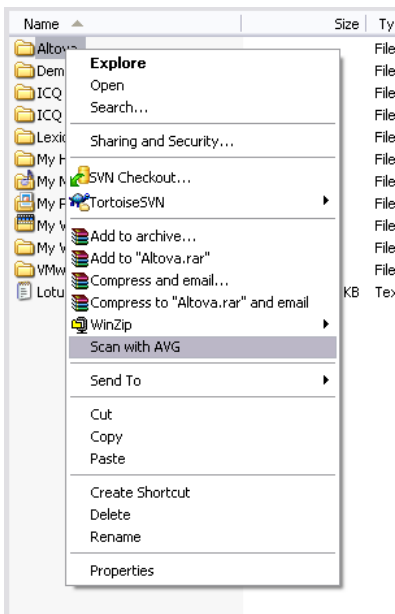 Name Size Ty
Altova File
Dem File
ICQ File
ICQ File
Lexic File
My H File
My M File
My P File
My V File
My V File
VMw File
Lotu KB Tex
Explore
Open
Search...
Sharing and Security...
SVN Checkout...
TortoiseSVN
Add to archive...
Add to "Altova.rar"
Compress and email...
Compress to "Altova.rar" and email
WinZip
Scan with AVG
Send To
Cut
Copy
Paste
Create Shortcut
Delete
Rename
Properties